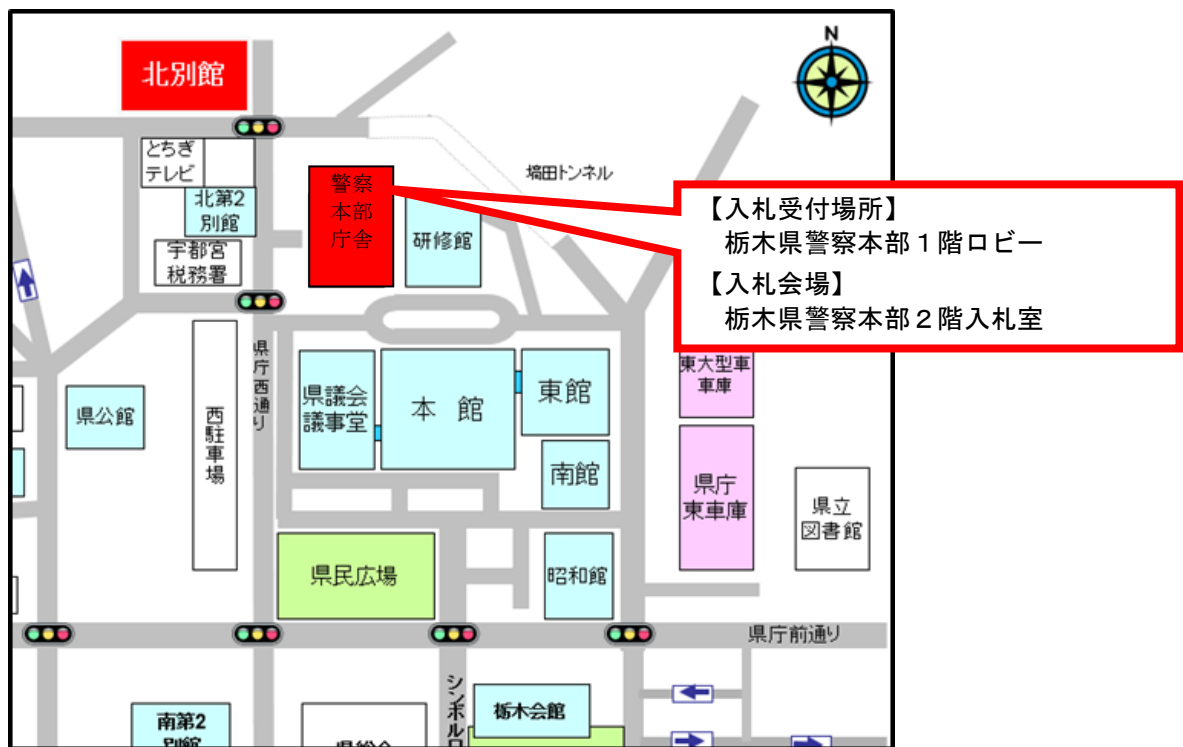 N
北別館
とちぎ
テレビ
北第2
別館
宇都宮
税務署
警察
本部
庁舎
研修館
塙田トンネル
【入札受付場所】
栃木県警察本部１階ロビー
【入札会場】
栃木県警察本部２階入札室
県庁西通り
県公館
西駐車場
県議会
議事堂
本 館
東館
南館
東大型車
車庫
県庁
東車庫
県立
図書館
県民広場
昭和館
県庁前通り
南第2
別館
県総合
シンボルロ
栃木会館